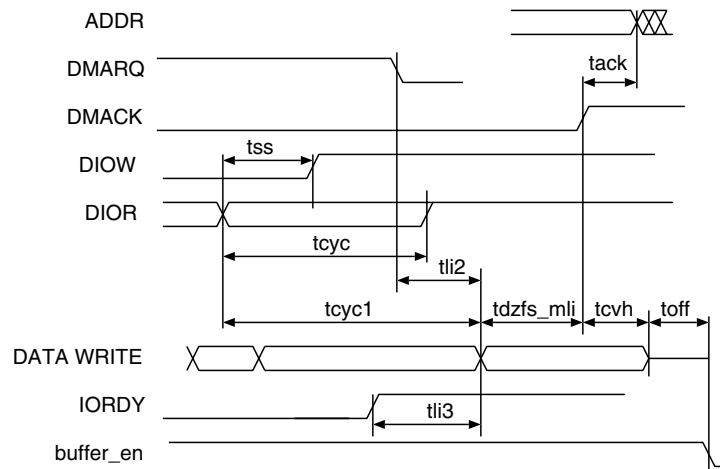 ADDR
DMARQ
tack
DMACK
tss
DIOW
DIOR
tcyc
tli2
tcyc1
tdzfs_mli
tcvh
toff
DATA WRITE
IORDY
tli3
buffer_en